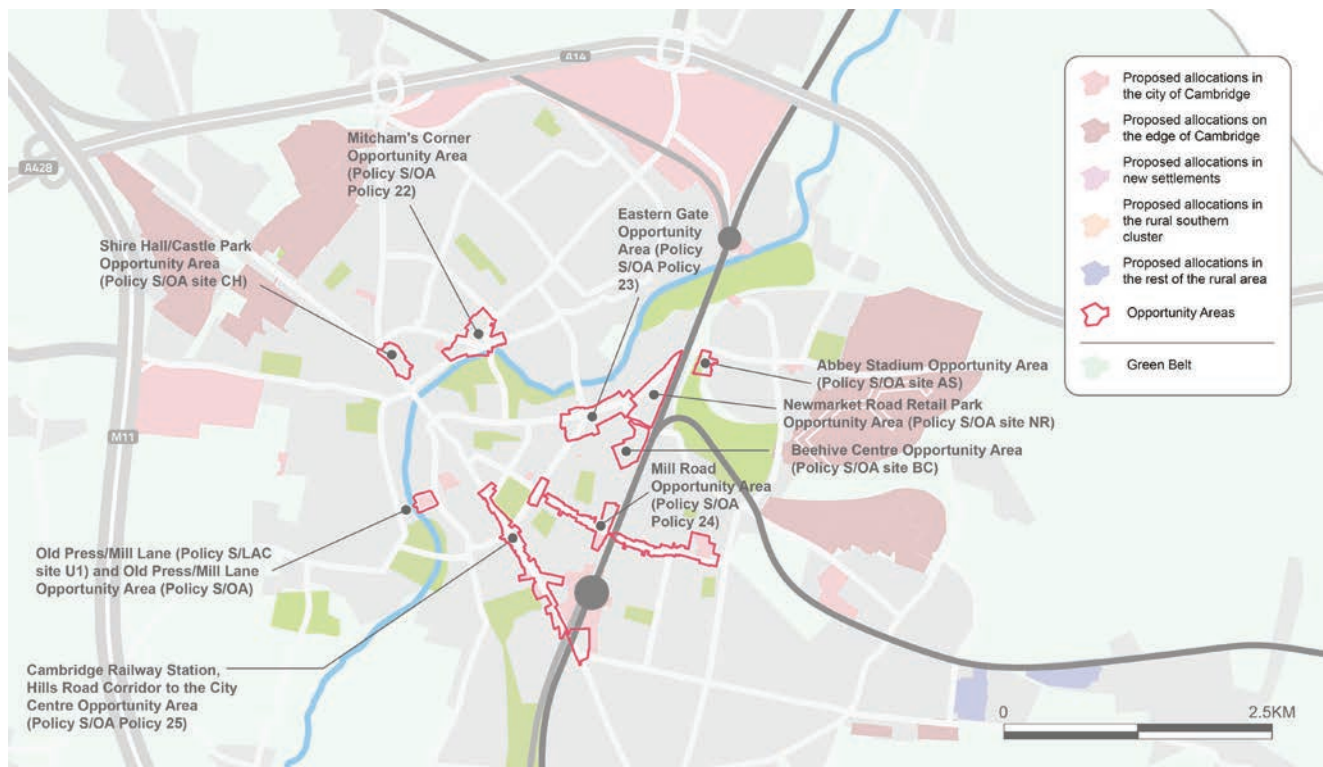 A14
A428
M11
Mitcham's Corner
Opportunity Area
(Policy S/OA
Policy 22)
Eastern Gate
Opportunity
Area (Policy
S/OA Policy
23)
Shire Hall/Castle Park
Opportunity Area
(Policy S/OA site CH)
Abbey Stadium Opportunity Area
(Policy S/OA site AS)
Newmarket Road Retail Park
Opportunity Area (Policy S/OA site NR)
Beehive Centre Opportunity Area
(Policy S/OA site BC)
Mill Road
Opportunity Area
(Policy S/OA
Policy 24)
Old Press/Mill Lane (Policy S/LAC
site U1) and Old Press/Mill Lane
Opportunity Area (Policy S/OA)
Cambridge Railway Station,
Hills Road Corridor to the City
Centre Opportunity Area
(Policy S/OA Policy 25)
Proposed allocations in
the city of Cambridge
Proposed allocations on
the edge of Cambridge
Proposed allocations in
new settlements
Proposed allocations in
the rural southern
cluster
Proposed allocations in
the rest of the rural area
Opportunity Areas
Green Belt
0 2.5KM